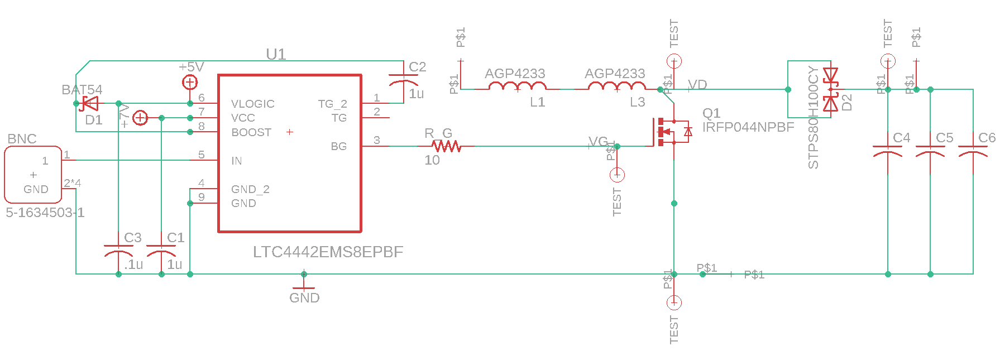 U1
+5V
C2
1u
BAT54
D1
+7V
6
7
8
5
4
9
VLOGIC
VCC
BOOST
IN
GND_2
GND
TG_2
TG
BG
1
2
3
BNC
1
GND
1
2*4
5-1634503-1
C3
.1u
C1
1u
LTC4442EMS8EPBF
GND
R_G
10
P$1
P$1
AGP4233
L1
AGP4233
L3
TEST
P$1
VD
Q1
IRFP044NPBF
VG
P$1
TEST
STPS80H100CY
D2
TEST
P$1
P$1
P$1
C4
C5
C6
P$1
P$1
P$1
TEST